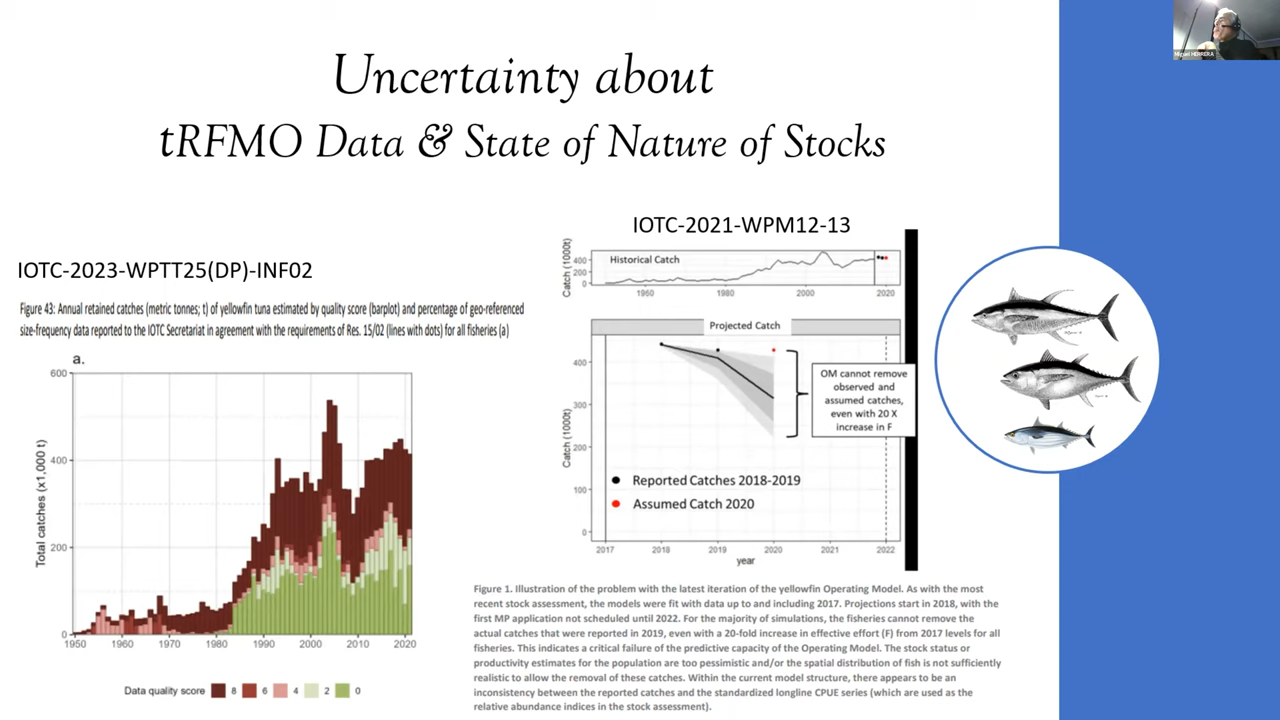 Uncertainty about
tRFMO Data & State of Nature of Stocks
Miguel HERRERA
IOTC-2023-WPTT25(DP)-INF02
Figure 43: Annual retained catches (metric tonnes; t) of yellowfin tuna estimated by quality score (barplot) and percentage of geo-referenced
size-frequency data reported to the IOTC Secretariat in agreement with the requirements of Res. 15/02 (lines with dots) for all fisheries (a)
a.
Total catches (x1,000 t)
600
400
200
0
1950 1960 1970 1980 1990 2000 2010 2020
Data quality score 8 6 4 2 0
IOTC-2021-WPM12-13
Catch (1000t)
400
200
0
Historical Catch
1960 1980 2000 2020
Projected Catch
Catch (1000t)
400
300
200
100
0
OM cannot remove
observed and
assumed catches,
even with 20 X
increase in F
Reported Catches 2018-2019
Assumed Catch 2020
2017 2018 2019 2020 2021 2022
year
Figure 1. Illustration of the problem with the latest iteration of the yellowfin Operating Model. As with the most
recent stock assessment, the models were fit with data up to and including 2017. Projections start in 2018, with the
first MP application not scheduled until 2022. For the majority of simulations, the fisheries cannot remove the
actual catches that were reported in 2019, even with a 20-fold increase in effective effort (F) from 2017 levels for all
fisheries. This indicates a critical failure of the predictive capacity of the Operating Model. The stock status or
productivity estimates for the population are too pessimistic and/or the spatial distribution of fish is not sufficiently
realistic to allow the removal of these catches. Within the current model structure, there appears to be an
inconsistency between the reported catches and the standardized longline CPUE series (which are used as the
relative abundance indices in the stock assessment).